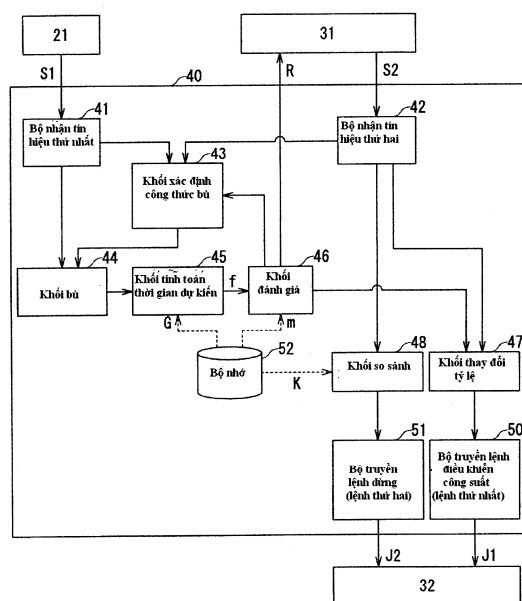 21
31
S1
R
S2
40
41
Bộ nhận tín
hiệu thứ nhất
42
Bộ nhận tín
hiệu thứ hai
43
Khối xác định
công thức bù
44
Khối bù
45
Khối tính toán
thời gian dự kiến
f
46
Khối
đánh giá
G
m
52
Bộ nhớ
K
48
Khối so sánh
47
Khối thay đổi
tỷ lệ
51
Bộ truyền
lệnh dừng
(lệnh thứ hai)
50
Bộ truyền lệnh
điều khiển
công suất
(lệnh thứ nhất)
J2
J1
32